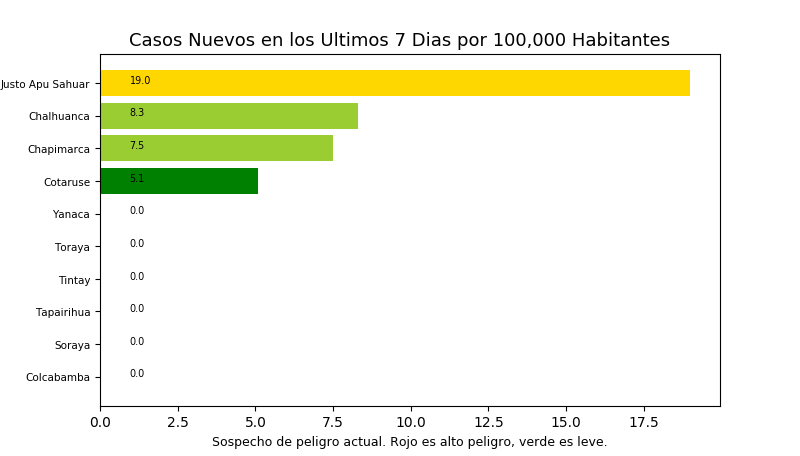 Casos Nuevos en los Ultimos 7 Dias por 100,000 Habitantes
Justo Apu Sahuar 19.0
Chalhuanca 8.3
Chapimarca 7.5
Cotaruse 5.1
Yanaca 0.0
Toraya 0.0
Tintay 0.0
Tapairihua 0.0
Soraya 0.0
Colcabamba 0.0
0.0 2.5 5.0 7.5 10.0 12.5 15.0 17.5
Sospecho de peligro actual. Rojo es alto peligro, verde es leve.